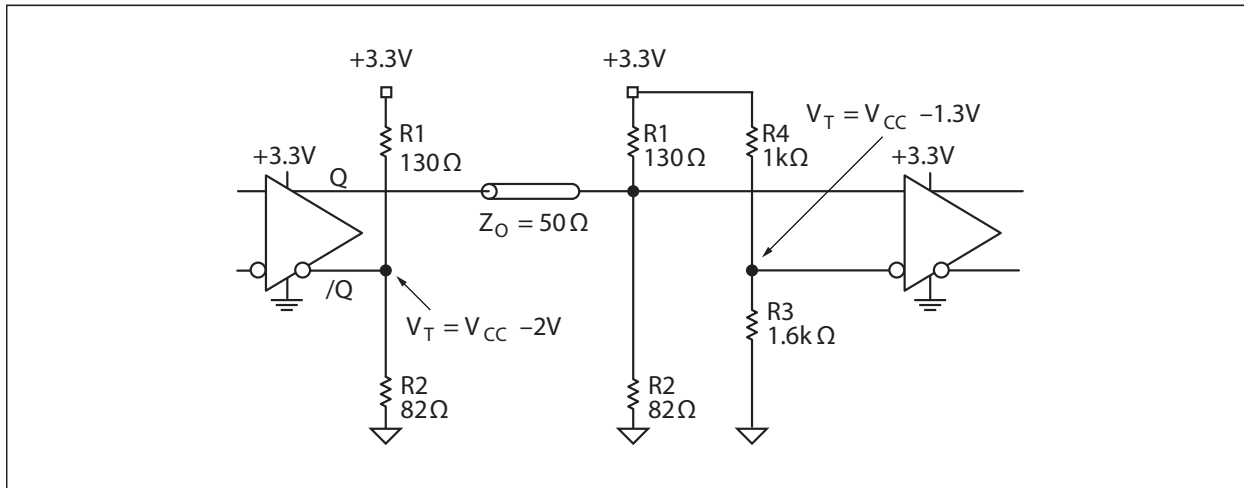 +3.3V
+3.3V
R1
130Ω
R1
130Ω
R4
1kΩ
V_T = V_CC –1.3V
+3.3V
+3.3V
Q
Z_O = 50Ω
/Q
V_T = V_CC –2V
R3
1.6kΩ
R2
82Ω
R2
82Ω